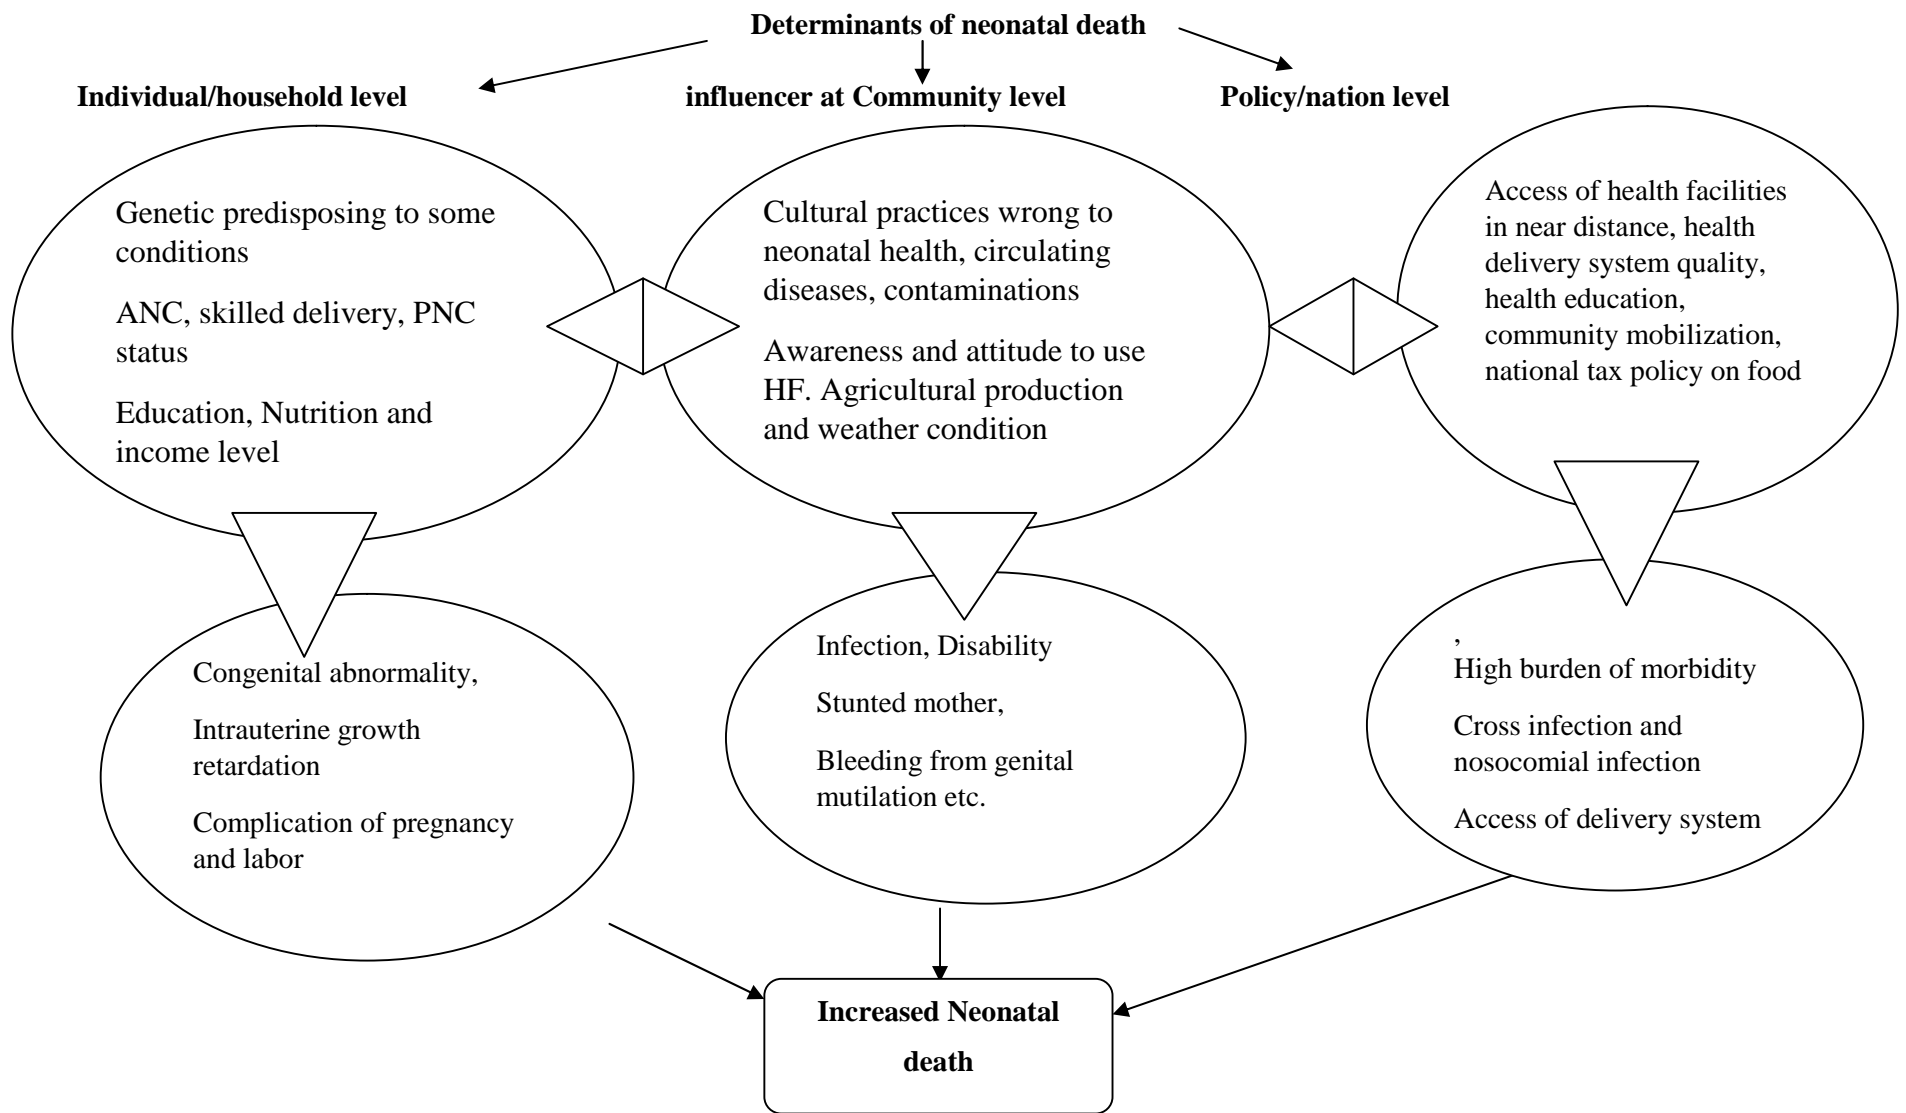 Determinants of neonatal death
Individual/household level
influencer at Community level
Policy/nation level
Genetic predisposing to some
conditions
ANC, skilled delivery, PNC
status
Education, Nutrition and
income level
Cultural practices wrong to
neonatal health, circulating
diseases, contaminations
Awareness and attitude to use
HF. Agricultural production
and weather condition
Access of health facilities
in near distance, health
delivery system quality,
health education,
community mobilization,
national tax policy on food
Congenital abnormality,
Intrauterine growth
retardation
Complication of pregnancy
and labor
Infection, Disability
Stunted mother,
Bleeding from genital
mutilation etc.
,
High burden of morbidity
Cross infection and
nosocomial infection
Access of delivery system
Increased Neonatal
death